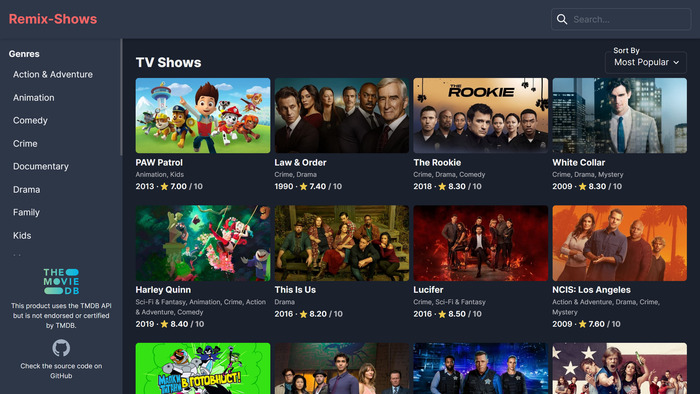 Remix-Shows
Search...
Genres
Action & Adventure
Animation
Comedy
Crime
Documentary
Drama
Family
Kids
THE
MOVIE
DB
This product uses the TMDB API
but is not endorsed or certified
by TMDB.
Check the source code on
GitHub
TV Shows
Sort By
Most Popular
PAW Patrol
Animation, Kids
2013 · ⭐ 7.00 / 10
Law & Order
Crime, Drama
1990 · ⭐ 7.40 / 10
THE
ROOKIE
The Rookie
Crime, Drama, Comedy
2018 · ⭐ 8.30 / 10
White Collar
Crime, Drama, Mystery
2009 · ⭐ 8.30 / 10
Harley Quinn
Sci-Fi & Fantasy, Animation, Crime, Action
& Adventure, Comedy
2019 · ⭐ 8.40 / 10
This Is Us
Drama
2016 · ⭐ 8.20 / 10
Lucifer
Crime, Sci-Fi & Fantasy
2016 · ⭐ 8.50 / 10
NCIS: Los Angeles
Action & Adventure, Drama, Crime,
Mystery
2009 · ⭐ 7.60 / 10
В ГОТОВНОСТ!